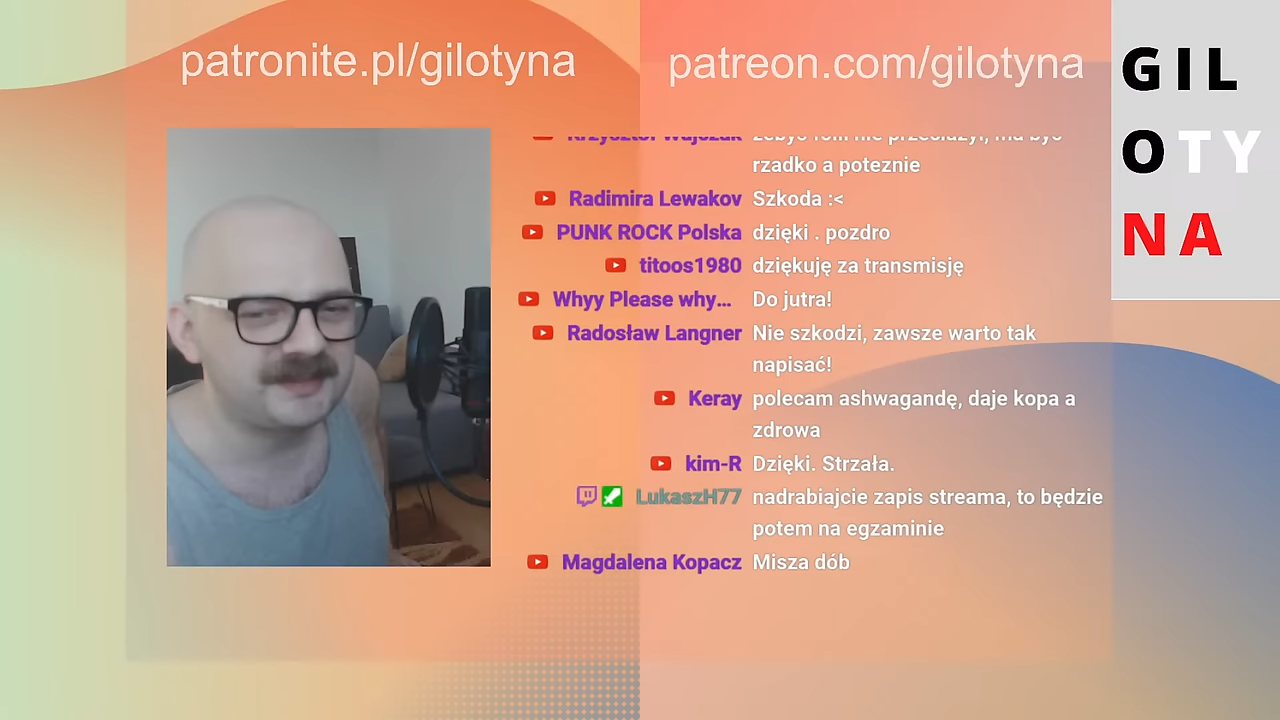 patronite.pl/gilotyna
patreon.com/gilotyna
GIL
OTY
NA
rzadko a poteznie
Radimira Lewakov Szkoda :<
PUNK ROCK Polska dzięki . pozdro
titoos1980 dziękuję za transmisję
Whyy Please why... Do jutra!
Radosław Langner Nie szkodzi, zawsze warto tak
napisać!
Keray polecam ashwagandę, daje kopa a
zdrowa
kim-R Dzięki. Strzała.
LukaszH77 nadrabiajcie zapis streama, to będzie
potem na egzaminie
Magdalena Kopacz Misza dób